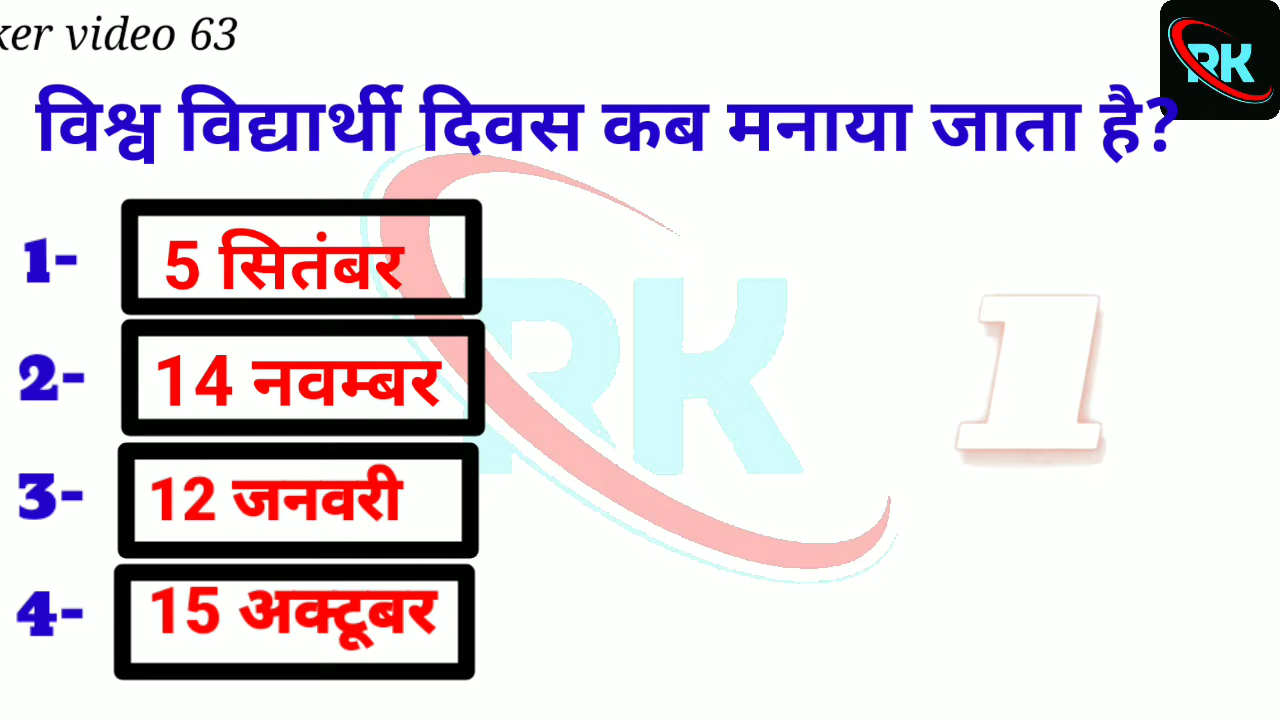 ker video 63
RK
विश्व विद्यार्थी दिवस कब मनाया जाता है?
1- 5 सितंबर
2- 14 नवम्बर
3- 12 जनवरी
4- 15 अक्टूबर
RK
1